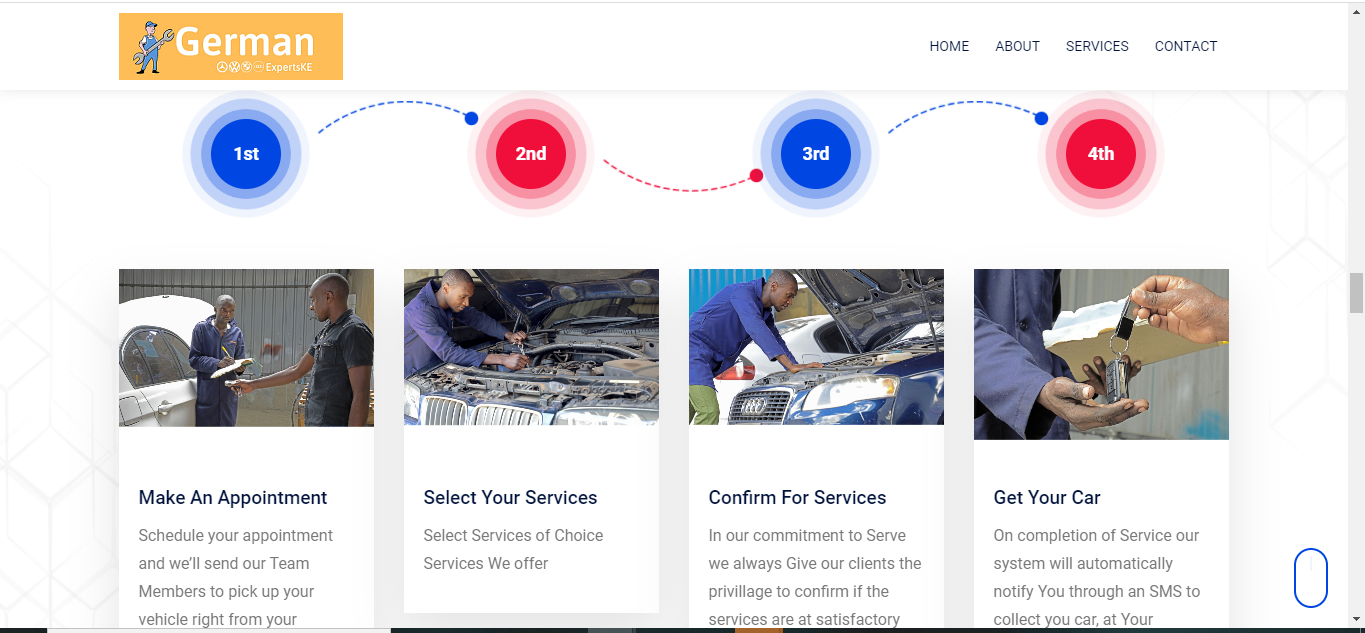 German
ExpertsKE
HOME ABOUT SERVICES CONTACT
1st 2nd 3rd 4th
Make An Appointment
Schedule your appointment
and we’ll send our Team
Members to pick up your
vehicle right from your
Select Your Services
Select Services of Choice
Services We offer
Confirm For Services
In our commitment to Serve
we always Give our clients the
privillage to confirm if the
services are at satisfactory
Get Your Car
On completion of Service our
system will automatically
notify You through an SMS to
collect you car, at Your